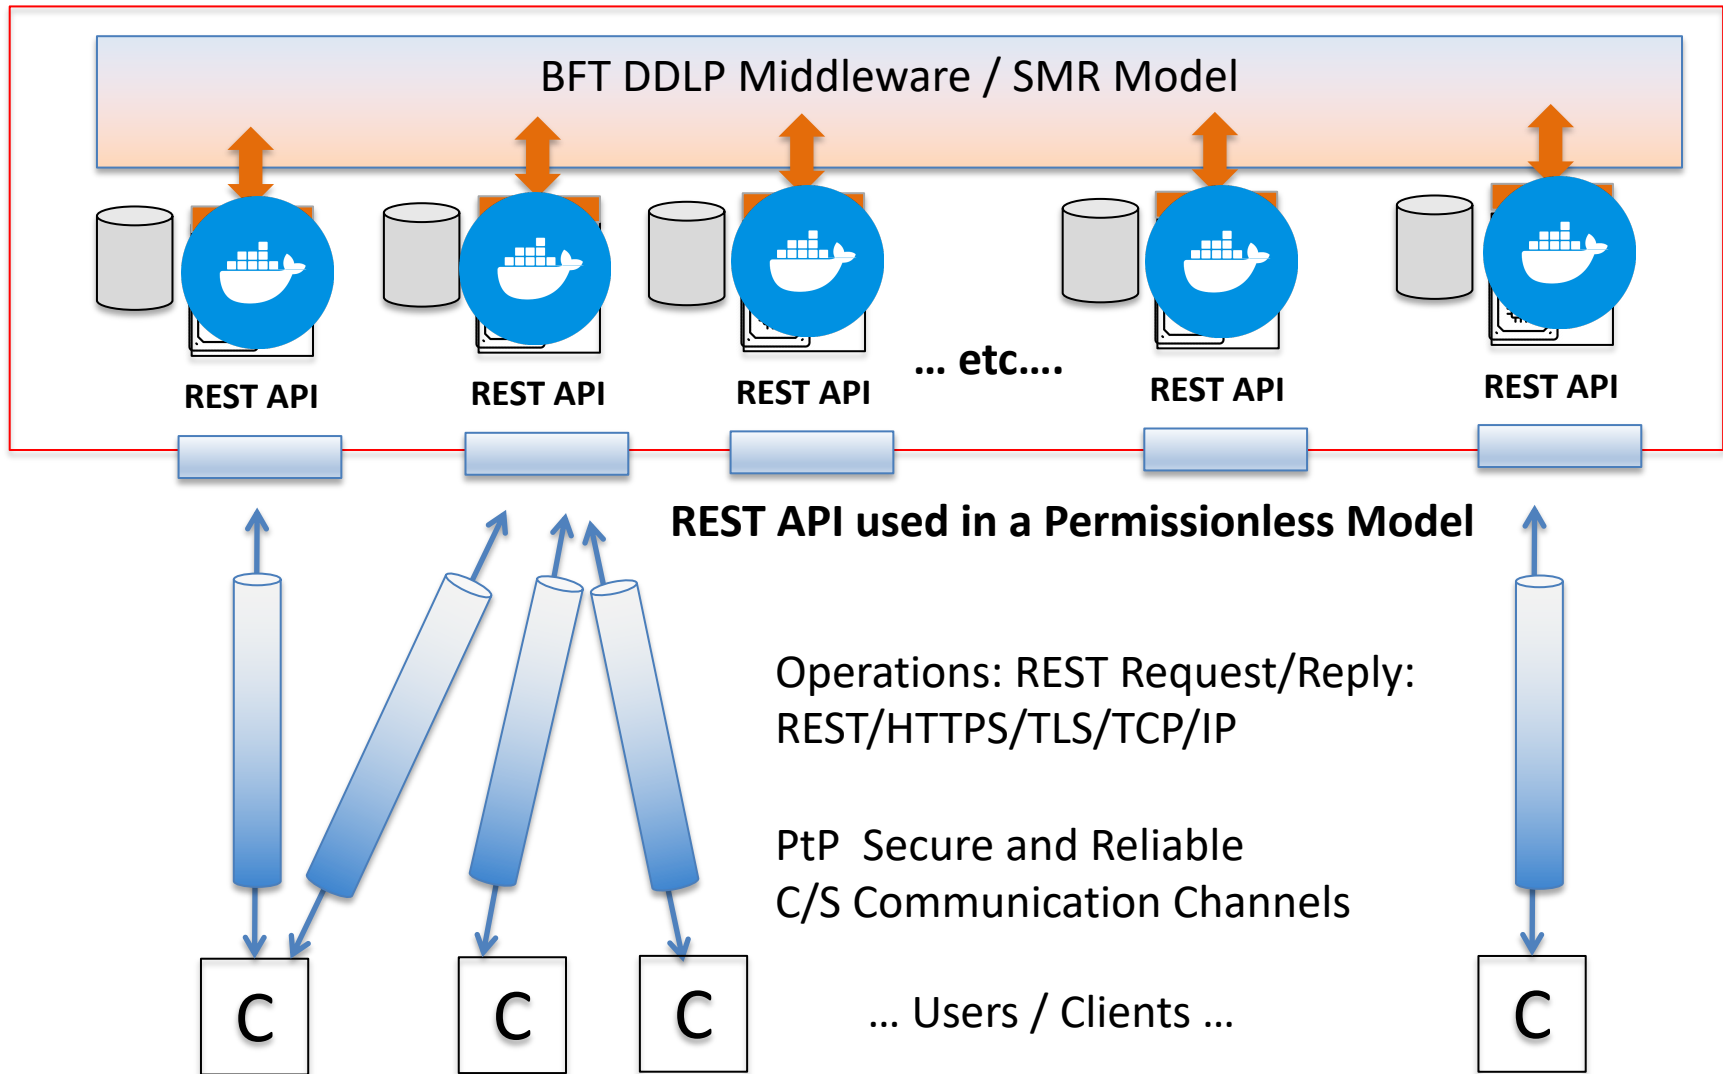 BFT DDLP Middleware / SMR Model
... etc....
REST API
REST API
REST API
REST API
REST API
REST API used in a Permissionless Model
Operations: REST Request/Reply:
REST/HTTPS/TLS/TCP/IP
PtP  Secure and Reliable
C/S Communication Channels
C
C
C
... Users / Clients ...
C